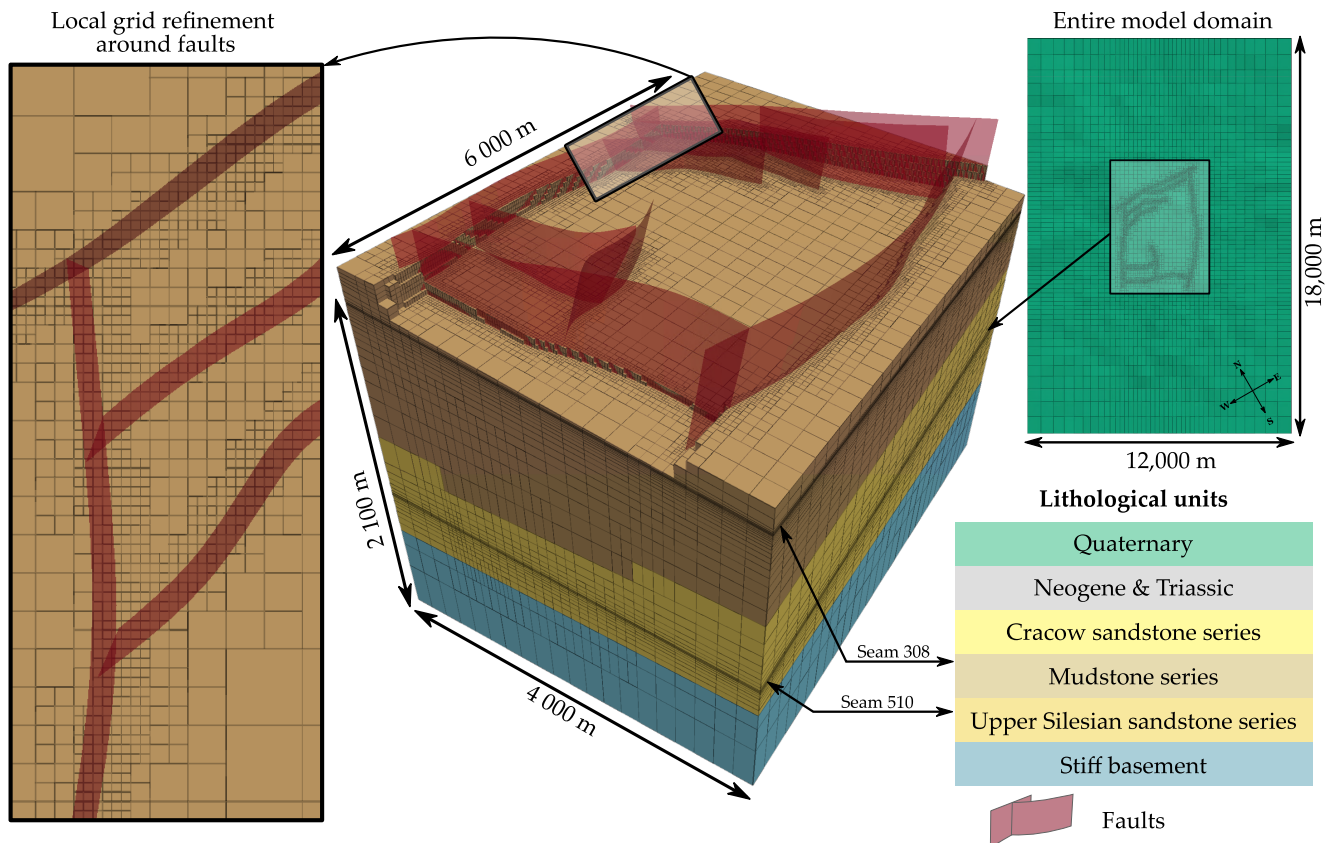 Local grid refinement
around faults
Entire model domain
6 000 m
18,000 m
N
E
W
S
12,000 m
2 100 m
4 000 m
Lithological units
Quaternary
Neogene & Triassic
Cracow sandstone series
Seam 308
Mudstone series
Seam 510
Upper Silesian sandstone series
Stiff basement
Faults